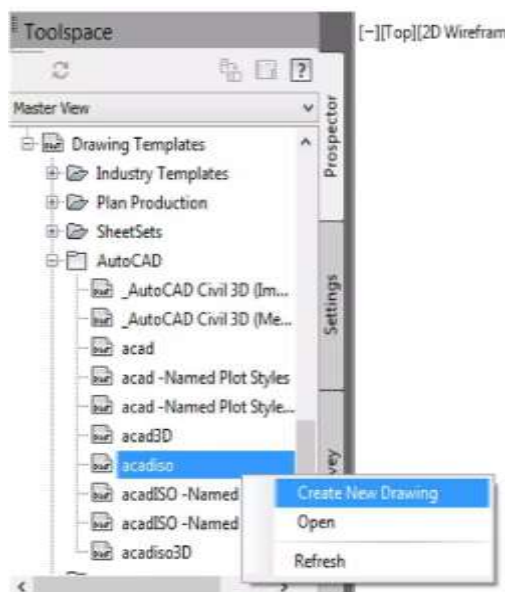 Toolspace
[−][Top][2D Wirefram
?
Master View
Prospector
Drawing Templates
Industry Templates
Plan Production
SheetSets
AutoCAD
_AutoCAD Civil 3D (Im...
_AutoCAD Civil 3D (Me...
Settings
acad
acad -Named Plot Styles
acad -Named Plot Style...
acad3D
acadiso
vey
acadISO -Named
Create New Drawing
acadISO -Named
Open
acadiso3D
Refresh